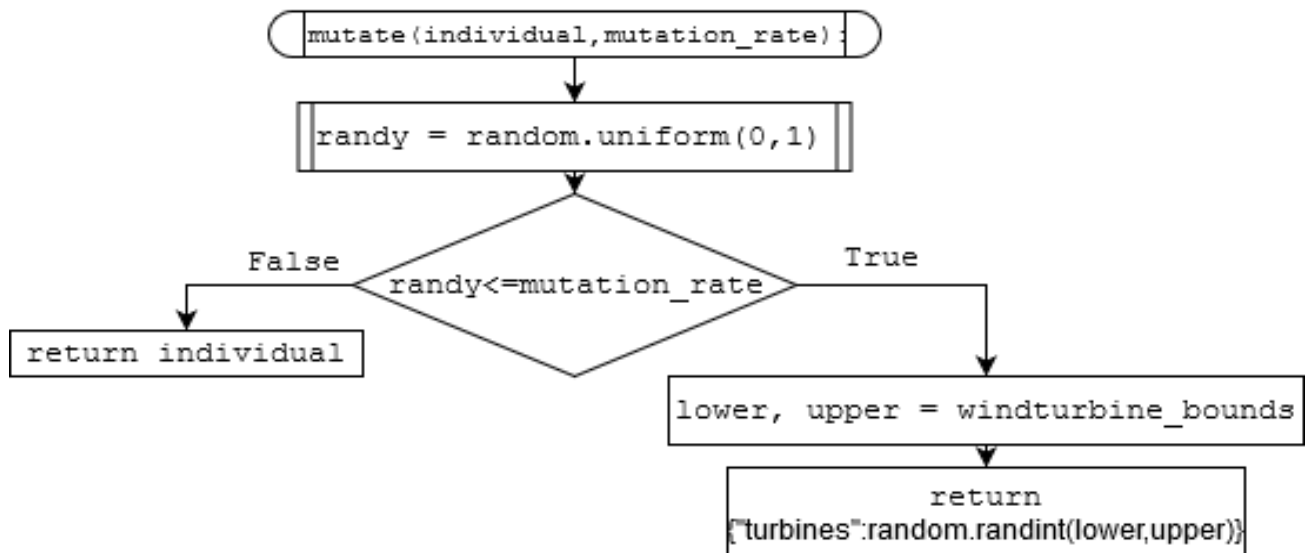 mutate(individual,mutation_rate):
randy = random.uniform(0,1)
False
True
randy<=mutation_rate
return individual
lower, upper = windturbine_bounds
return
{"turbines":random.randint(lower,upper)}